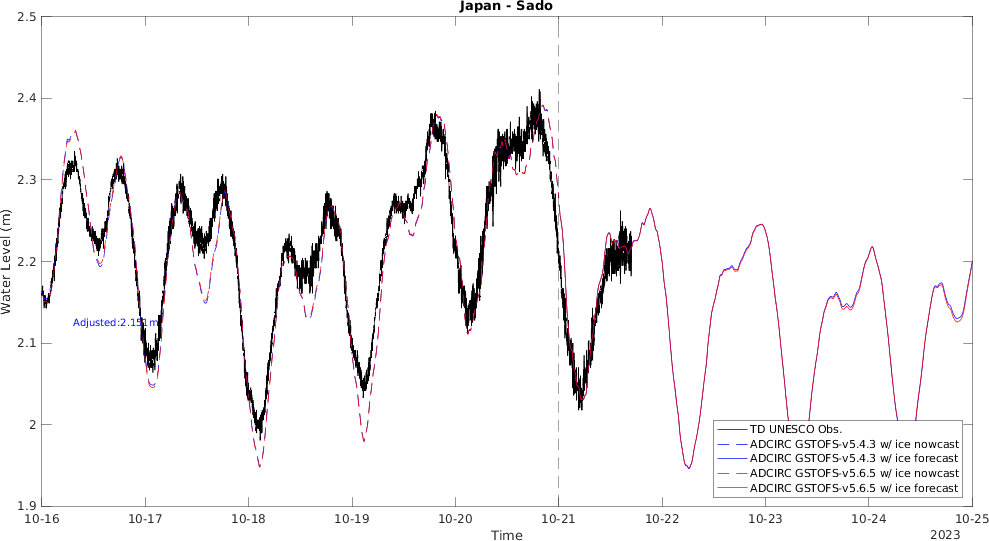 Japan - Sado
2.5
2.4
2.3
2.2
2.1
2
1.9
Water Level (m)
Adjusted:2.151m
TD UNESCO Obs.
ADCIRC GSTOFS-v5.4.3 w/ ice nowcast
ADCIRC GSTOFS-v5.4.3 w/ ice forecast
ADCIRC GSTOFS-v5.6.5 w/ ice nowcast
ADCIRC GSTOFS-v5.6.5 w/ ice forecast
10-16 10-17 10-18 10-19 10-20 10-21 10-22 10-23 10-24 10-25
Time
2023